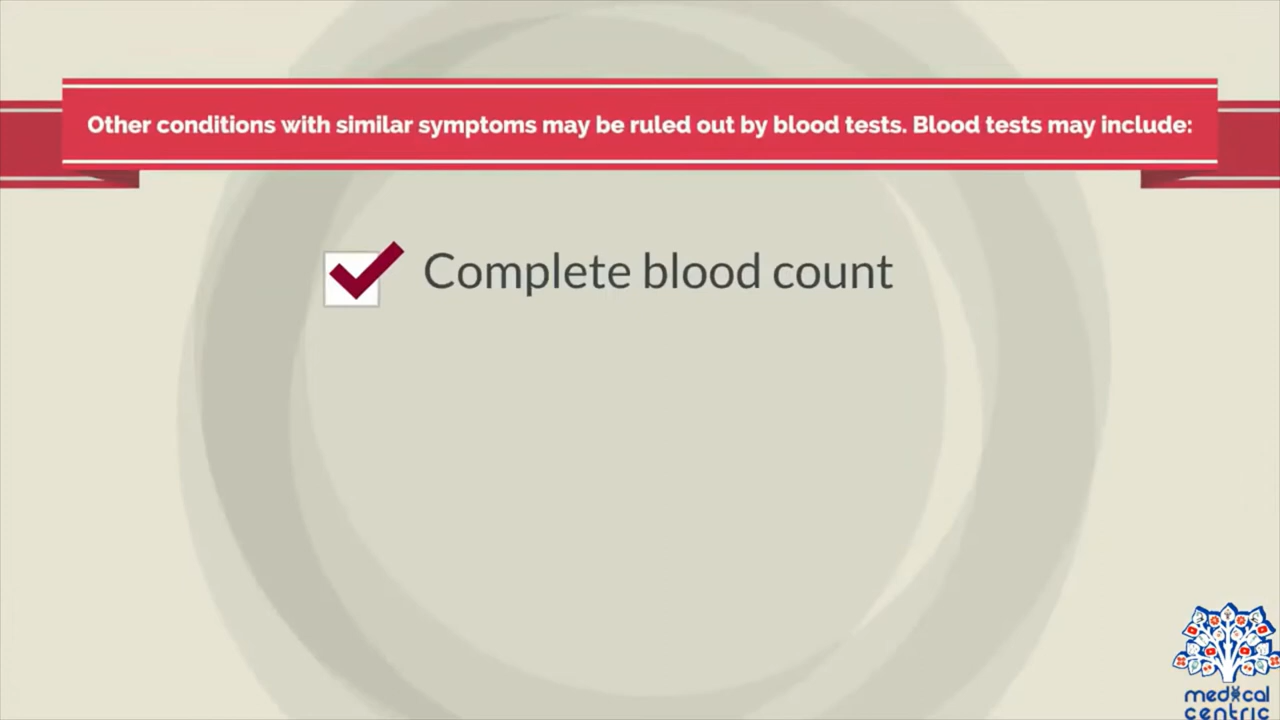 Other conditions with similar symptoms may be ruled out by blood tests. Blood tests may include:
Complete blood count
medical
centric